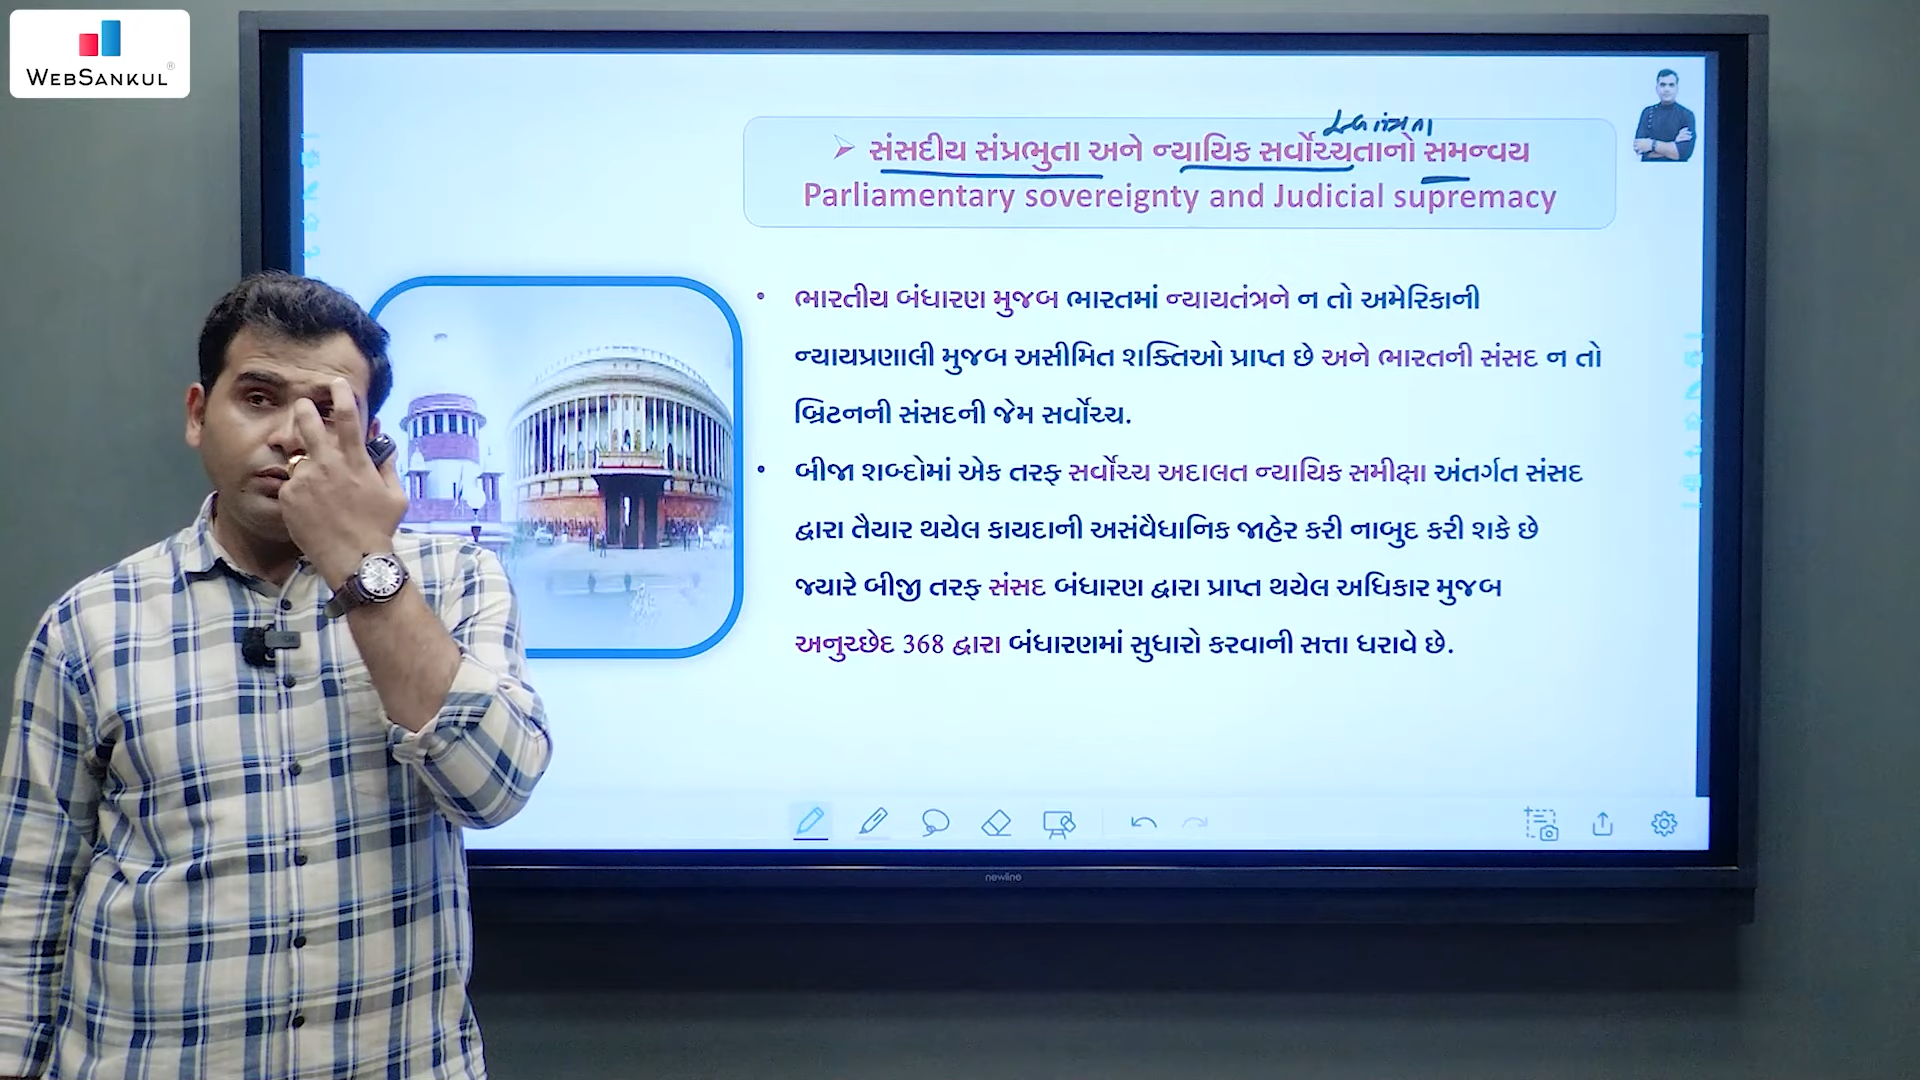 WEBSANKUL®
સ્વતંત્રતા
➢ સંસદીય સંપ્રભુતા અને ન્યાયિક સર્વોચ્ચતાનો સમન્વય
Parliamentary sovereignty and Judicial supremacy
• ભારતીય બંધારણ મુજબ ભારતમાં ન્યાયતંત્રને ન તો અમેરિકાની
ન્યાયપ્રણાલી મુજબ અસીમિત શક્તિઓ પ્રાપ્ત છે અને ભારતની સંસદ ન તો
બ્રિટનની સંસદની જેમ સર્વોચ્ચ.
• બીજા શબ્દોમાં એક તરફ સર્વોચ્ચ અદાલત ન્યાયિક સમીક્ષા અંતર્ગત સંસદ
દ્વારા તૈયાર થયેલ કાયદાની અસંવૈધાનિક જાહેર કરી નાબુદ કરી શકે છે
જ્યારે બીજી તરફ સંસદ બંધારણ દ્વારા પ્રાપ્ત થયેલ અધિકાર મુજબ
અનુચ્છેદ 368 દ્વારા બંધારણમાં સુધારો કરવાની સત્તા ધરાવે છે.
newline